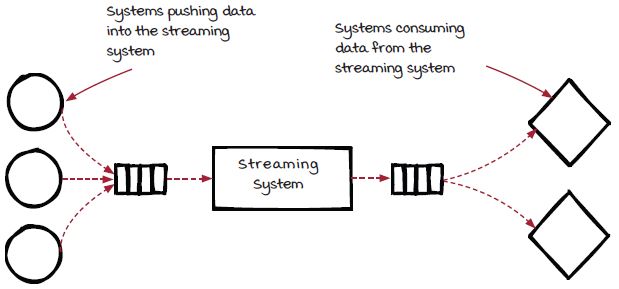 Systems pushing data
into the streaming
system
Systems consuming
data from the
streaming system
Streaming
System